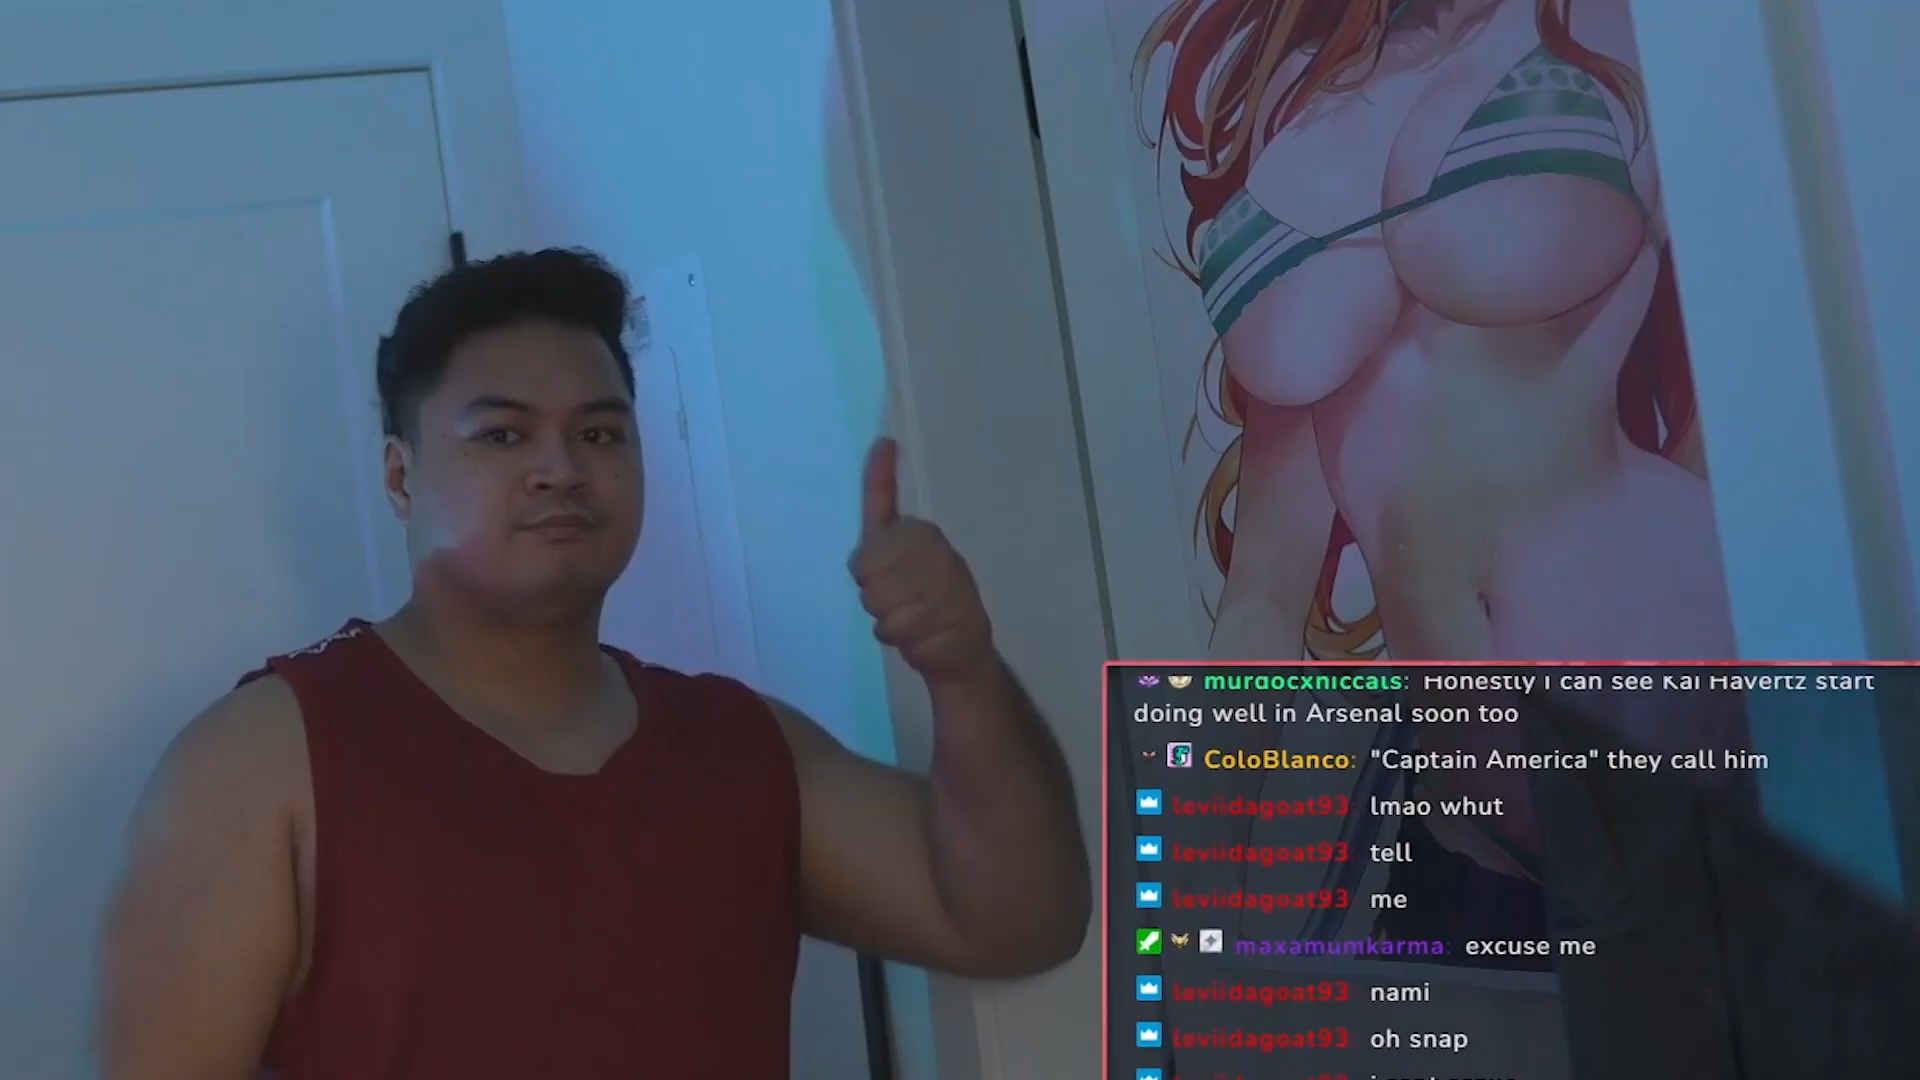 murdocxniccals: Honestly I can see Kai Havertz start
doing well in Arsenal soon too
ColoBlanco: "Captain America" they call him
leviidagoat93: lmao whut
leviidagoat93: tell
leviidagoat93: me
maxamumkarma: excuse me
leviidagoat93: nami
leviidagoat93: oh snap